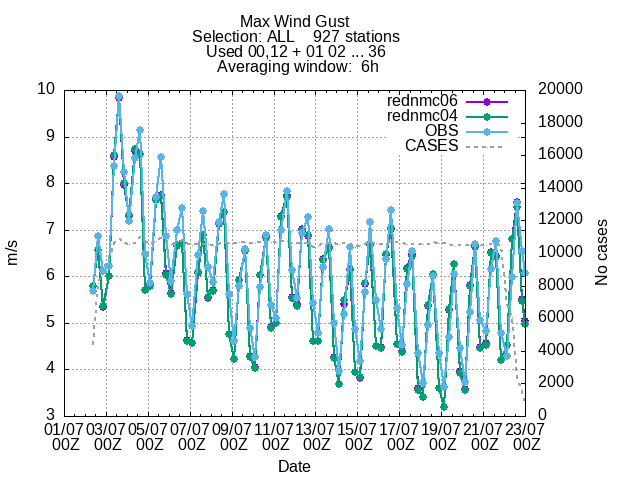 Max Wind Gust
Selection: ALL 927 stations
Used 00,12 + 01 02 ... 36
Averaging window: 6h
10
9
8
7
6
5
4
3
m/s
20000
18000
16000
14000
12000
10000
8000
6000
4000
2000
0
No cases
rednmc06
rednmc04
OBS
CASES
01/07 03/07 05/07 07/07 09/07 11/07 13/07 15/07 17/07 19/07 21/07 23/07
00Z 00Z 00Z 00Z 00Z 00Z 00Z 00Z 00Z 00Z 00Z 00Z
Date